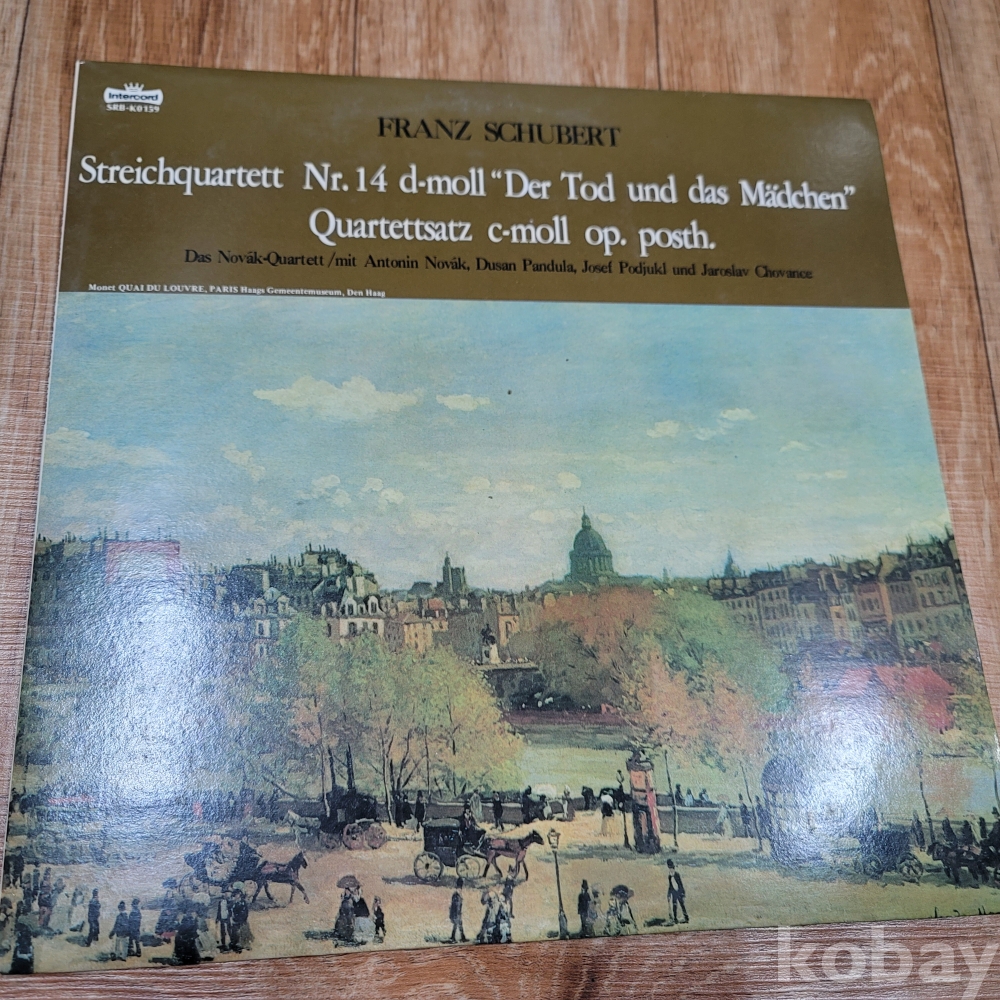 Intercord
SRB-K0159
FRANZ SCHUBERT
Streichquartett Nr. 14 d-moll “Der Tod und das Mädchen”
Quartettsatz c-moll op. posth.
Das Novák-Quartett/mit Antonin Novák, Dusan Pandula, Josef Podjukl und Jaroslav Chovance
Monet QUAI DU LOUVRE, PARIS Haags Gemeentemuseum, Den Haag
kobay